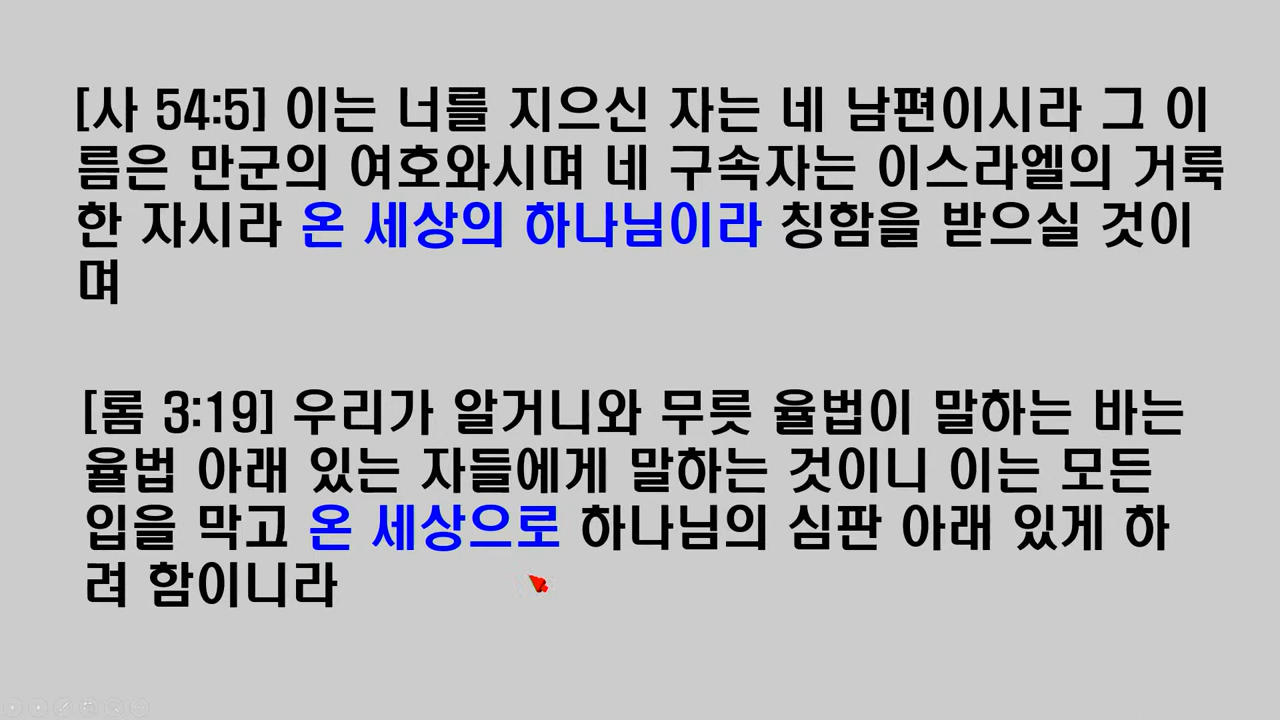 [사 54:5] 이는 너를 지으신 자는 네 남편이시라 그 이
름은 만군의 여호와시며 네 구속자는 이스라엘의 거룩
한 자시라 온 세상의 하나님이라 칭함을 받으실 것이
며
[롬 3:19] 우리가 알거니와 무릇 율법이 말하는 바는
율법 아래 있는 자들에게 말하는 것이니 이는 모든
입을 막고 온 세상으로 하나님의 심판 아래 있게 하
려 함이니라